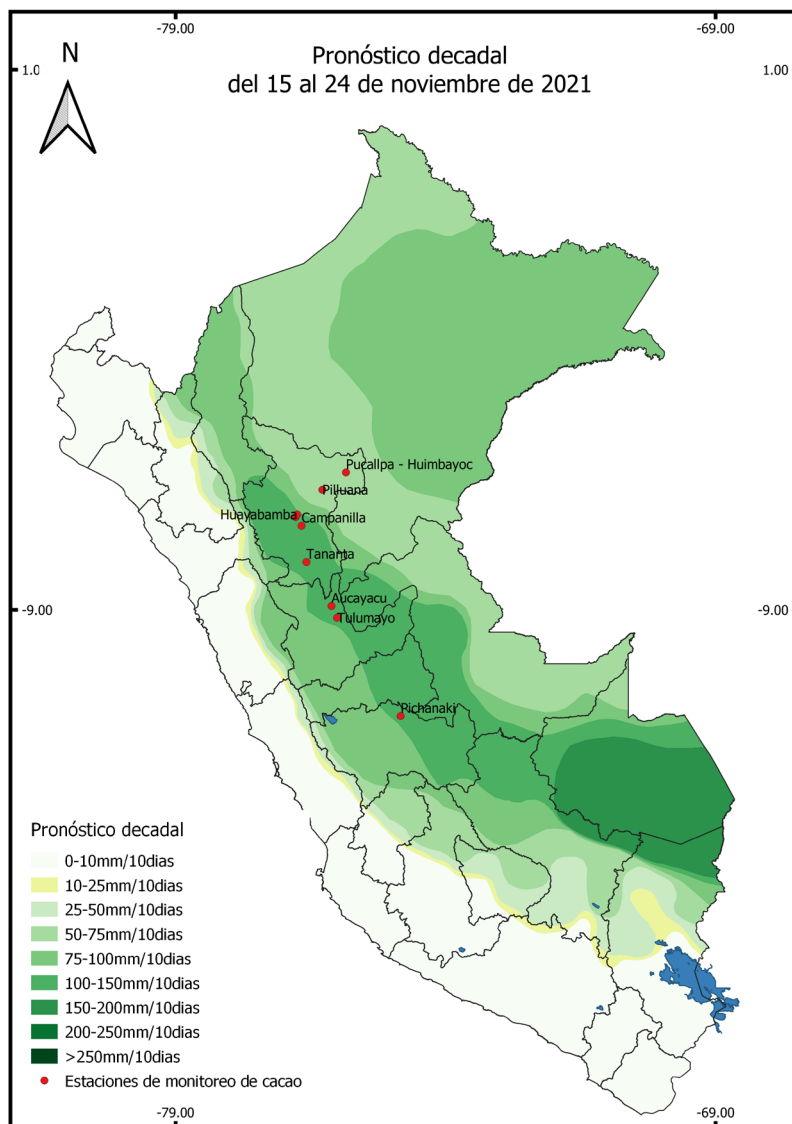 -79.00
-69.00
1.0
1.00
N
Pronóstico decadal
del 15 al 24 de noviembre de 2021
Pucallpa - Huimbayoc
Pilluana
Huayabamba
Campanilla
Tananta
Aucayacu
-9.00
-9.00
Tulumayo
Pichanaki
Pronóstico decadal
0-10mm/10dias
10-25mm/10dias
25-50mm/10dias
50-75mm/10dias
75-100mm/10dias
100-150mm/10dias
150-200mm/10dias
200-250mm/10dias
>250mm/10dias
Estaciones de monitoreo de cacao
-79.00
-69.00